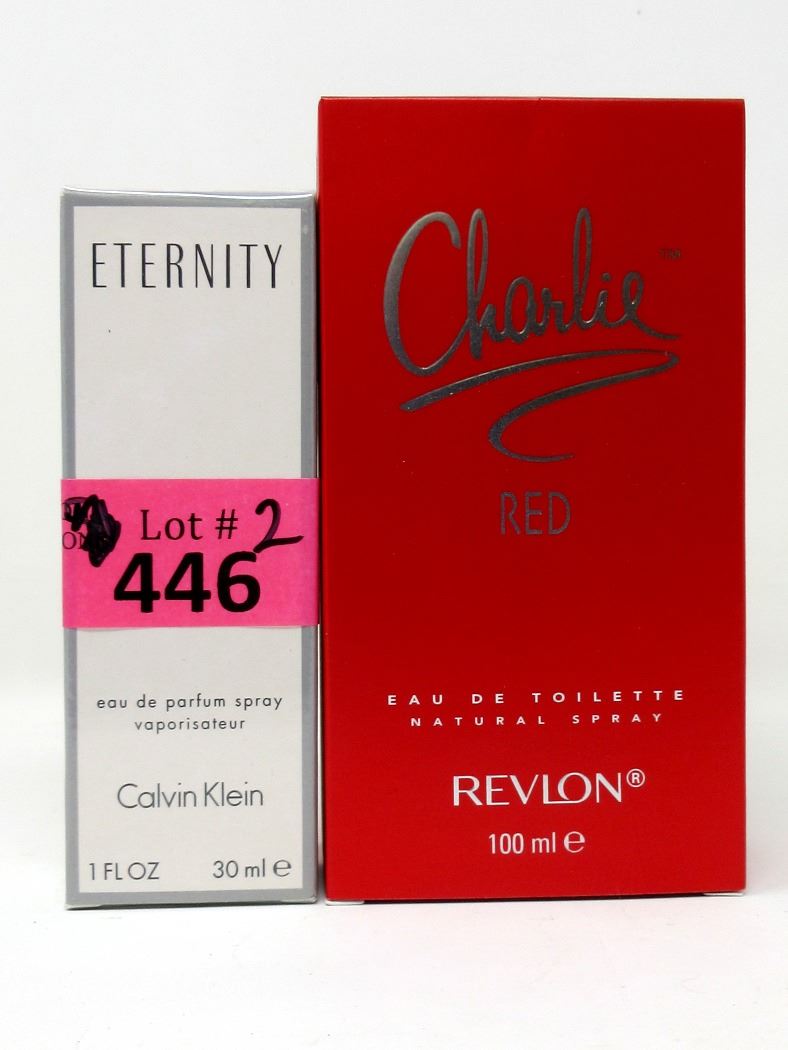 ETERNITY
Lot # 2
446
eau de parfum spray
vaporisateur
Calvin Klein
1 FL OZ 30 ml e
Charlie™
RED
EAU DE TOILETTE
NATURAL SPRAY
REVLON®
100 ml e